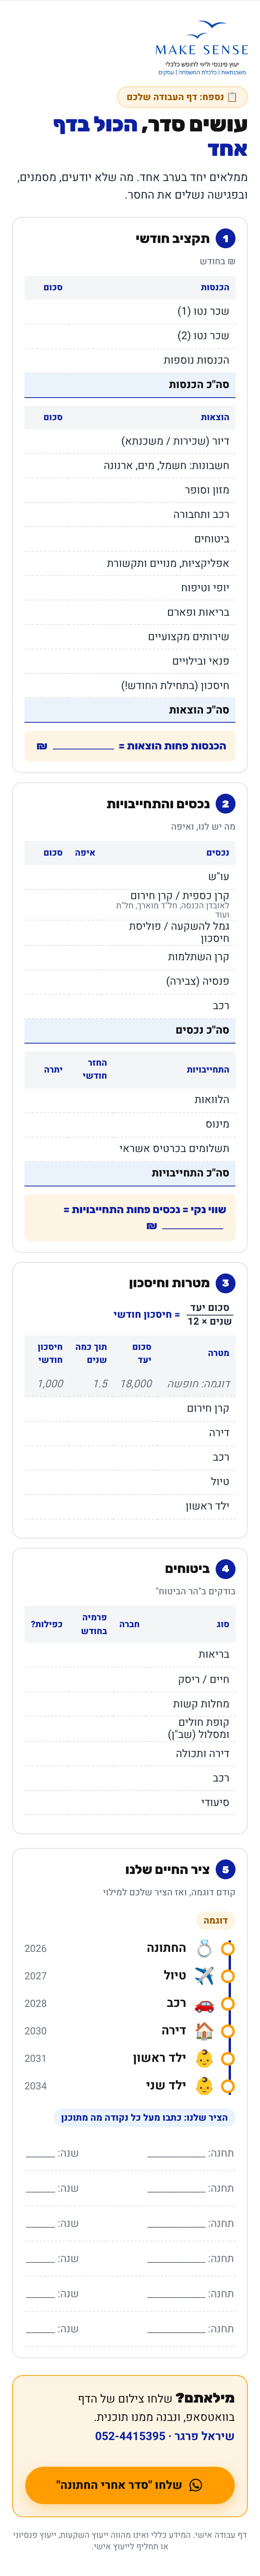 MAKE SENSE
יעוץ פיננסי וליווי לחופש כלכלי
משכנתאות | כלכלת המשפחה | עסקים
📋 נספח: דף העבודה שלכם
עושים סדר, הכול בדף
אחד
ממלאים יחד בערב אחד. מה שלא יודעים, מסמנים,
ובפגישה נשלים את החסר.
1 תקציב חודשי
₪ בחודש
הכנסות סכום
שכר נטו (1)
שכר נטו (2)
הכנסות נוספות
סה"כ הכנסות
הוצאות סכום
דיור (שכירות / משכנתא)
חשבונות: חשמל, מים, ארנונה
מזון וסופר
רכב ותחבורה
ביטוחים
אפליקציות, מנויים ותקשורת
יופי וטיפוח
בריאות ופארם
שירותים מקצועיים
פנאי ובילויים
חיסכון (בתחילת החודש!)
סה"כ הוצאות
הכנסות פחות הוצאות = ________ ₪
2 נכסים והתחייבויות
מה יש לנו, ואיפה
נכסים איפה סכום
עו"ש
קרן כספית / קרן חירום
לאובדן הכנסה, חל"ד מוארך, חל"ת
ועוד
גמל להשקעה / פוליסת
חיסכון
קרן השתלמות
פנסיה (צבירה)
רכב
סה"כ נכסים
התחייבויות החזר חודשי יתרה
הלוואות
מינוס
תשלומים בכרטיס אשראי
סה"כ התחייבויות
שווי נקי = נכסים פחות התחייבויות =
________ ₪
3 מטרות וחיסכון
סכום יעד
שנים × 12
= חיסכון חודשי
מטרה סכום יעד תוך כמה שנים חיסכון חודשי
דוגמה: חופשה 18,000 1.5 1,000
קרן חירום
דירה
רכב
טיול
ילד ראשון
4 ביטוחים
בודקים ב"הר הביטוח"
סוג חברה פרמיה בחודש כפילות?
בריאות
חיים / ריסק
מחלות קשות
קופת חולים
ומסלול (שב"ן)
דירה ותכולה
רכב
סיעודי
5 ציר החיים שלנו
קודם דוגמה, ואז הציר שלכם למילוי
דוגמה
💍 החתונה 2026
✈️ טיול 2027
🚗 רכב 2028
🏠 דירה 2030
👶 ילד ראשון 2031
👶 ילד שני 2034
הציר שלנו: כתבו מעל כל נקודה מה מתוכנן
תחנה: ________ שנה: ____
תחנה: ________ שנה: ____
תחנה: ________ שנה: ____
תחנה: ________ שנה: ____
תחנה: ________ שנה: ____
תחנה: ________ שנה: ____
מילאתם? שלחו צילום של הדף
בוואטסאפ, ונבנה ממנו תוכנית.
שיראל פרגר · 052-4415395
שלחו "סדר אחרי החתונה"
דף עבודה אישי. המידע כללי ואינו מהווה ייעוץ השקעות, ייעוץ פנסיוני
או תחליף לייעוץ אישי.